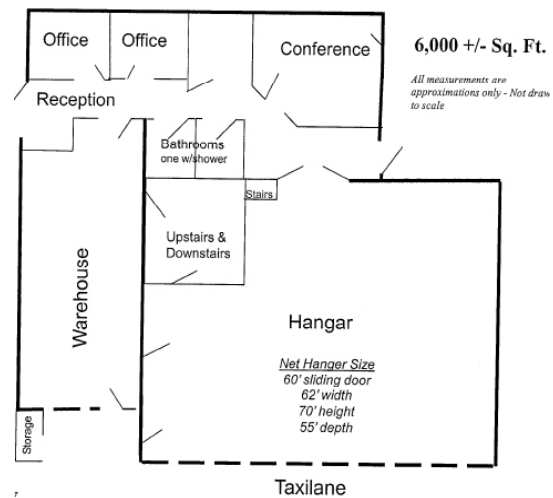 Office
Office
Conference
6,000 +/- Sq. Ft.
All measurements are
approximations only - Not draw
to scale
Reception
Bathrooms
one w/shower
Stairs
Upstairs &
Downstairs
Warehouse
Hangar
Net Hanger Size
60' sliding door
62' width
70' height
55' depth
Storage
Taxilane